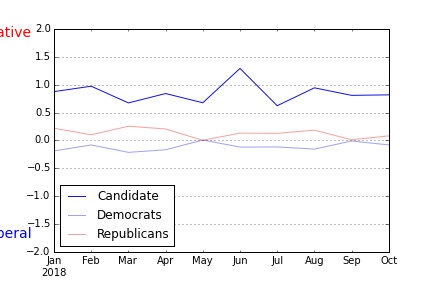 2.0
ative
1.5
1.0
0.5
0.0
−0.5
−1.0
−1.5
−2.0
Candidate
Democrats
Republicans
beral
Jan Feb Mar Apr May Jun Jul Aug Sep Oct
2018